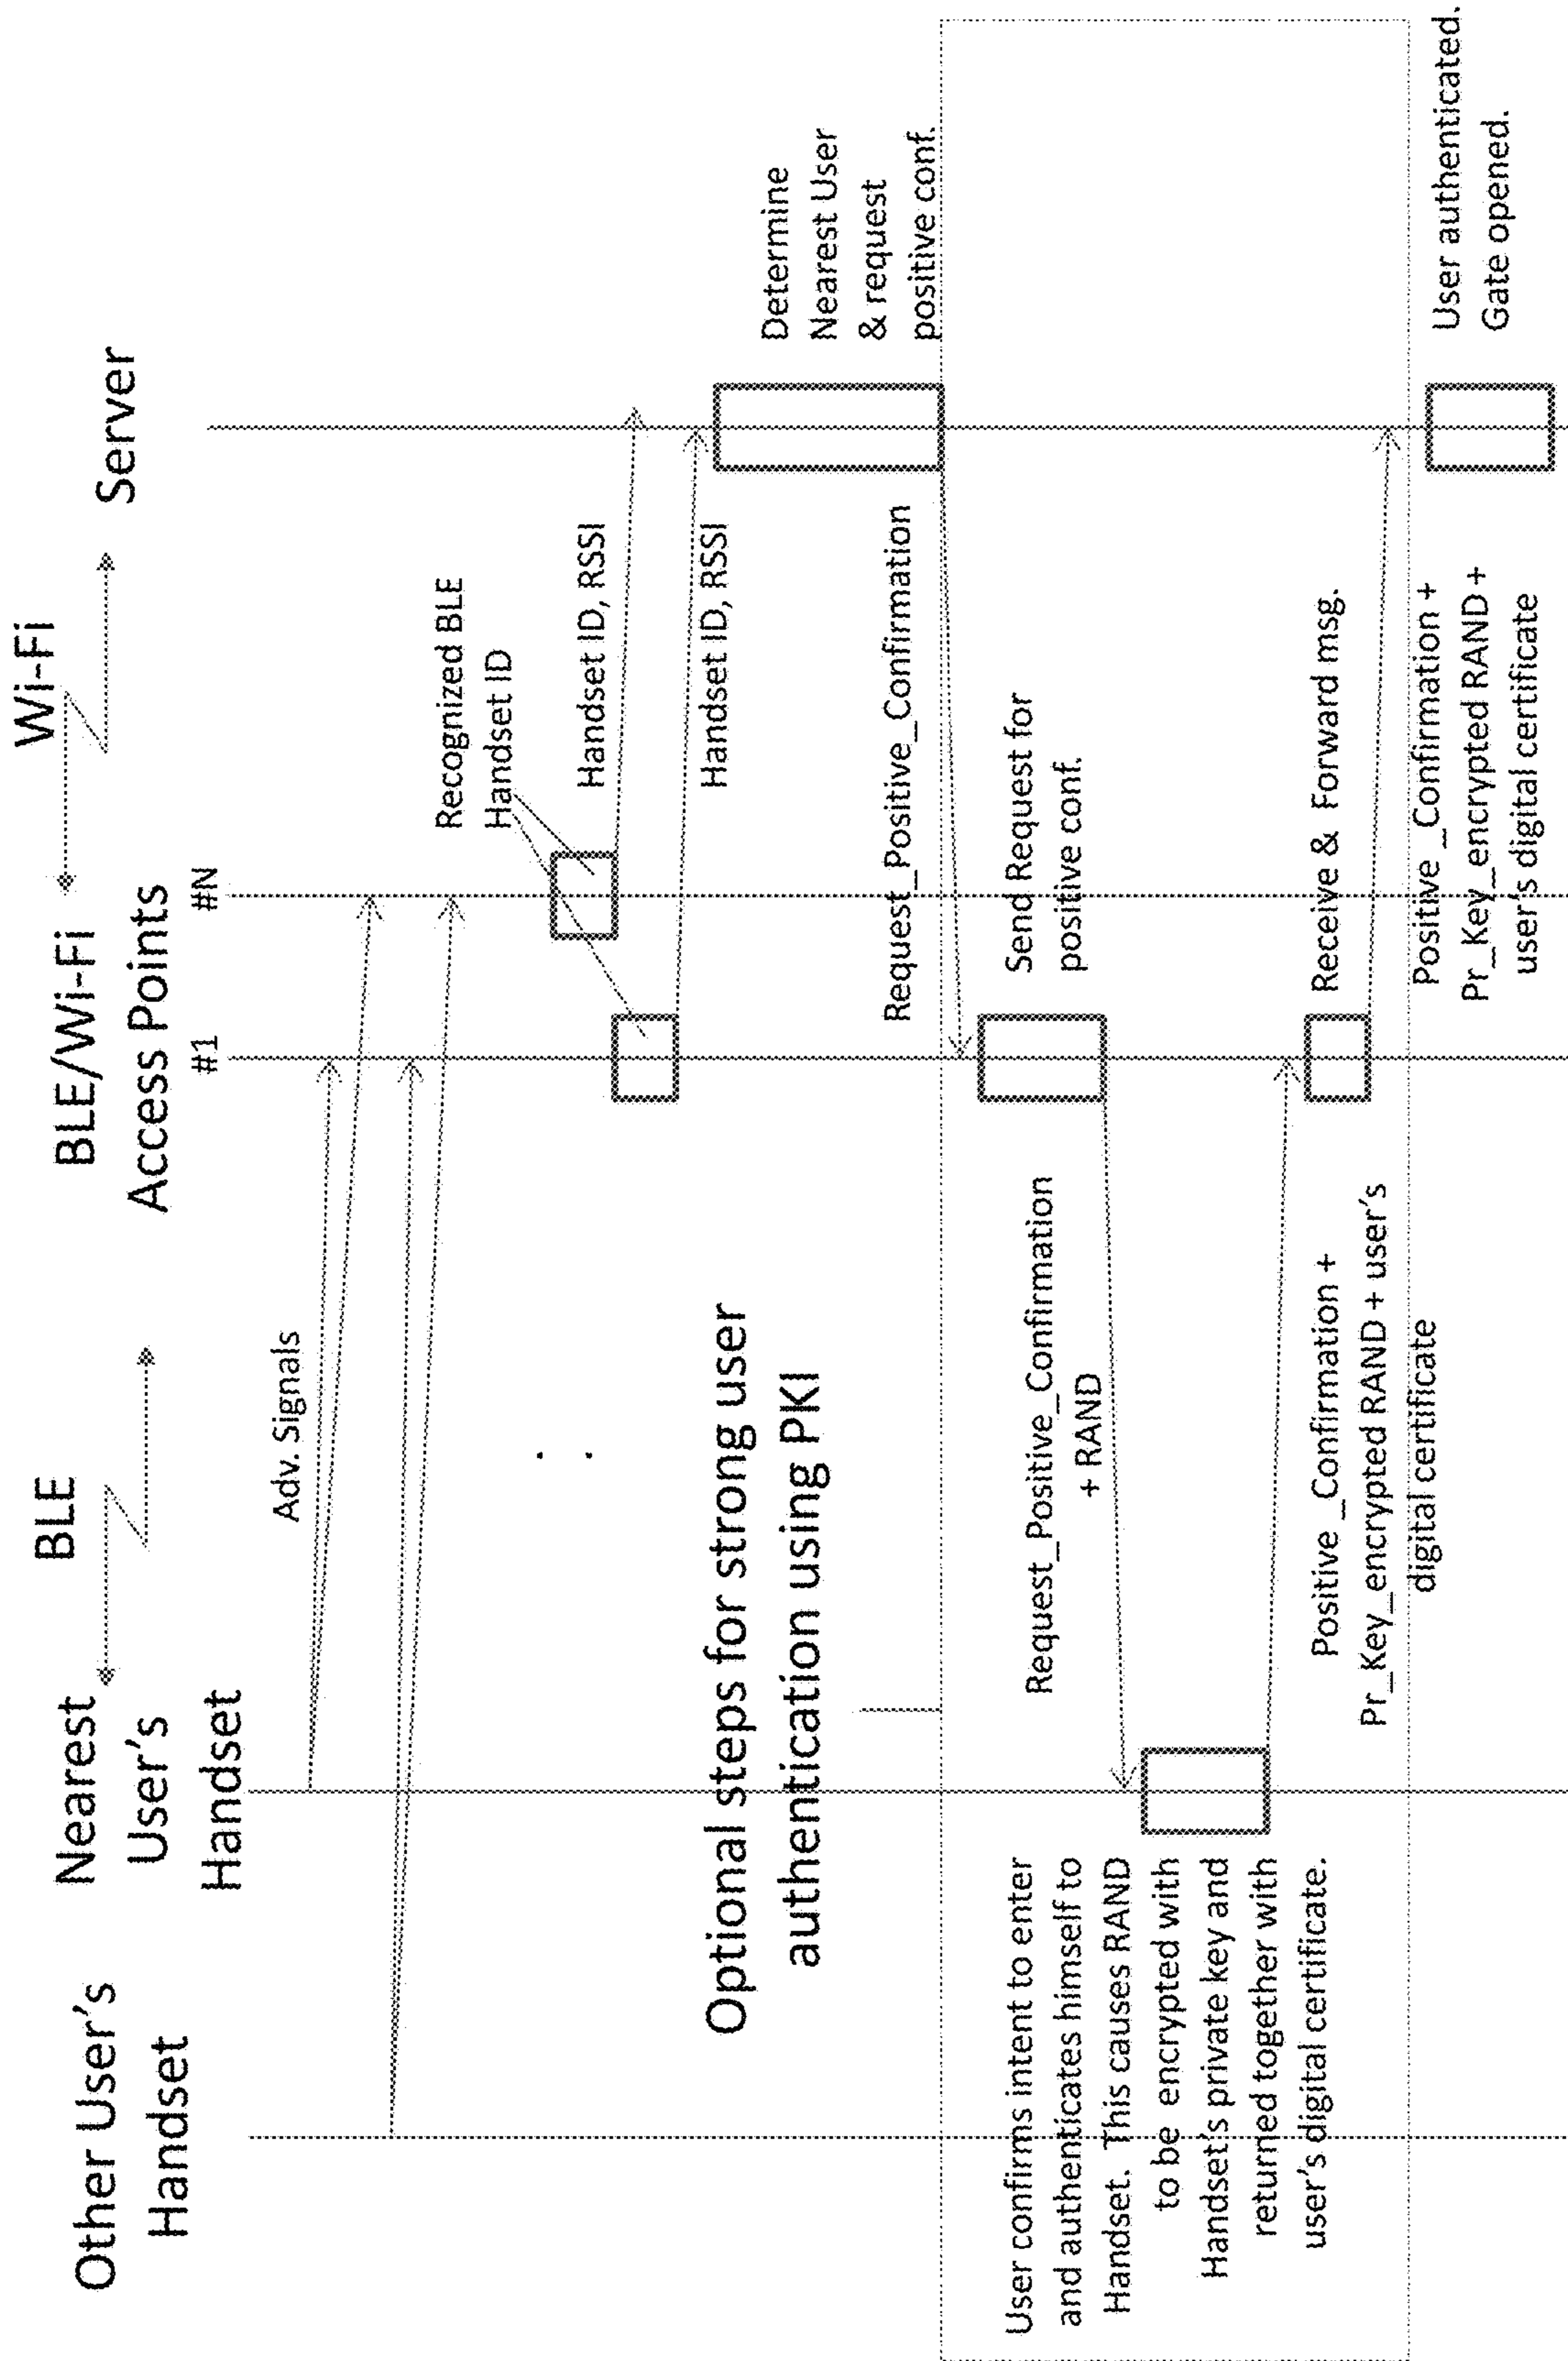 Other User's
Handset
Nearest
User's
Handset
BLE
BLE/Wi-Fi
Access Points
#1
#N
Wi-Fi
Server
Adv. Signals
. .
Recognized BLE
Handset ID
Handset ID, RSSI
Handset ID, RSSI
Determine
Nearest User
& request
positive conf.
Optional steps for strong user
authentication using PKI
Request_Positive_Confirmation
Send Request for
positive conf.
Request_Positive_Confirmation
+ RAND
User confirms intent to enter
and authenticates himself to
Handset. This causes RAND
to be encrypted with
Handset's private key and
returned together with
user's digital certificate.
Positive _Confirmation +
Pr_Key_encrypted RAND + user's
digital certificate
Receive & Forward msg.
Positive _Confirmation +
Pr_Key_encrypted RAND +
user's digital certificate
User authenticated.
Gate opened.